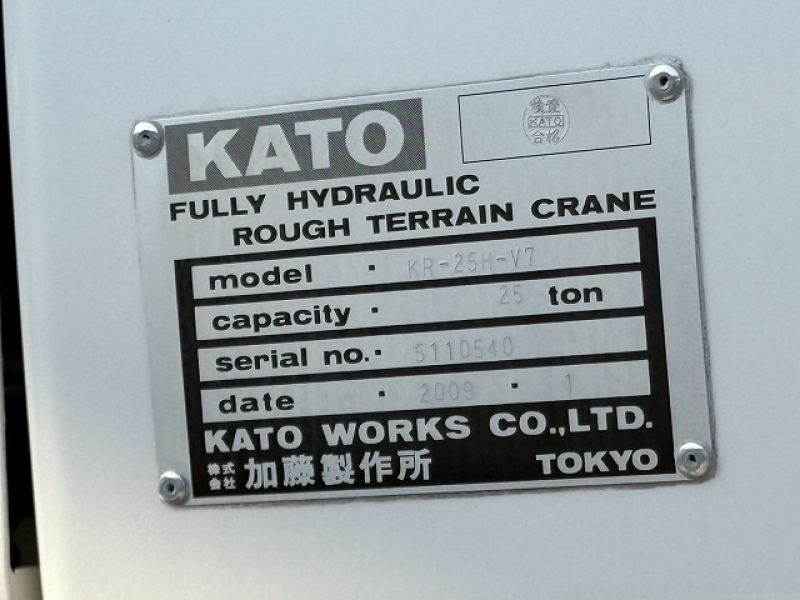 KATO
検査
KATO
合格
FULLY HYDRAULIC
ROUGH TERRAIN CRANE
model · KR-25H-V7
capacity · 25 ton
serial no. · 5110540
date · 2009 · 1
KATO WORKS CO.,LTD.
株式会社 加藤製作所 TOKYO